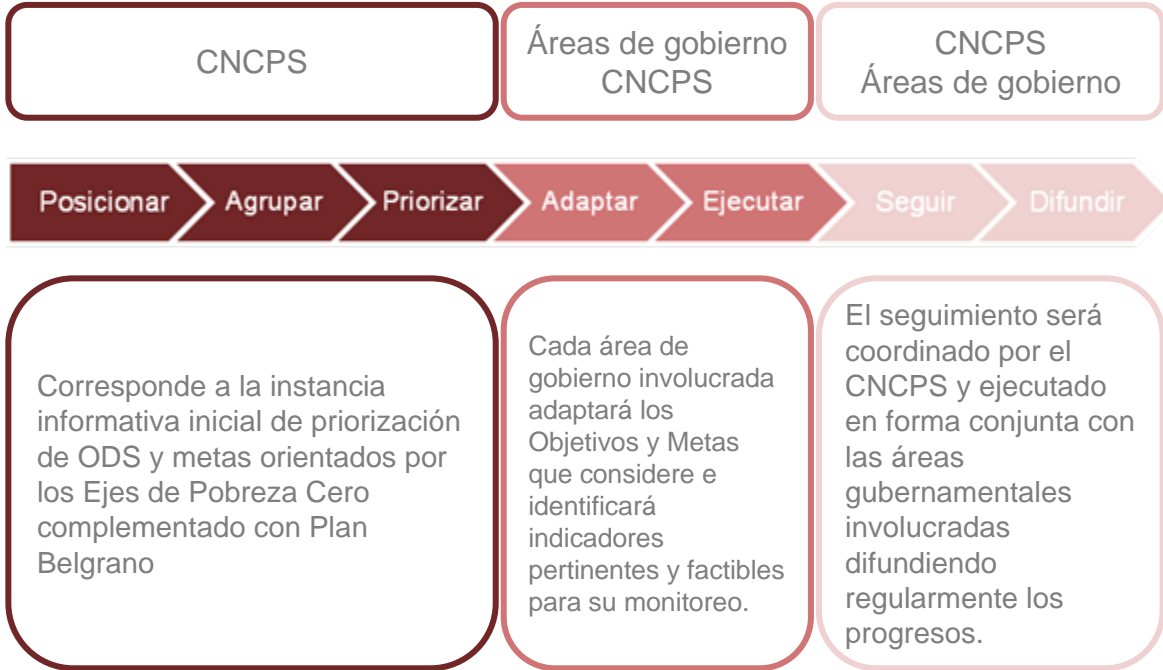 CNCPS
Áreas de gobierno
CNCPS
CNCPS
Áreas de gobierno
Posicionar Agrupar Priorizar Adaptar Ejecutar Seguir Difundir
Corresponde a la instancia
informativa inicial de priorización
de ODS y metas orientados por
los Ejes de Pobreza Cero
complementado con Plan
Belgrano
Cada área de
gobierno involucrada
adaptará los
Objetivos y Metas
que considere e
identificará
indicadores
pertinentes y factibles
para su monitoreo.
El seguimiento será
coordinado por el
CNCPS y ejecutado
en forma conjunta con
las áreas
gubernamentales
involucradas
difundiendo
regularmente los
progresos.